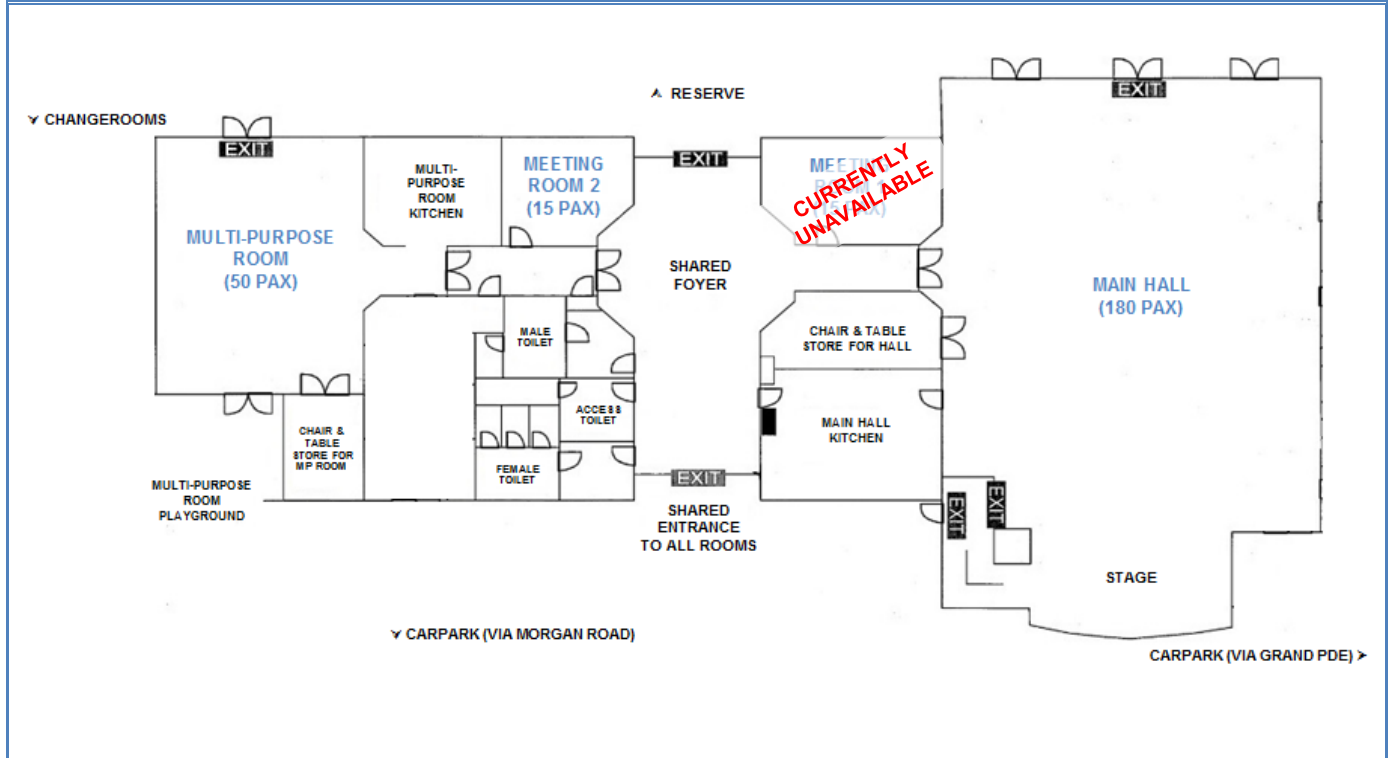 EXIT
⮝ RESERVE
⮟ CHANGEROOMS
EXIT
EXIT
MULTI-
PURPOSE
ROOM
KITCHEN
MEETING
ROOM 2
(15 PAX)
CURRENTLY
UNAVAILABLE
MULTI-PURPOSE
ROOM
(50 PAX)
SHARED
FOYER
MAIN HALL
(180 PAX)
MALE
TOILET
CHAIR & TABLE
STORE FOR HALL
ACCESS
TOILET
CHAIR &
TABLE
STORE FOR
MP ROOM
MAIN HALL
KITCHEN
FEMALE
TOILET
EXIT
MULTI-PURPOSE
ROOM
PLAYGROUND
EXIT
EXIT
SHARED
ENTRANCE
TO ALL ROOMS
STAGE
⮟ CARPARK (VIA MORGAN ROAD)
CARPARK (VIA GRAND PDE) ➤